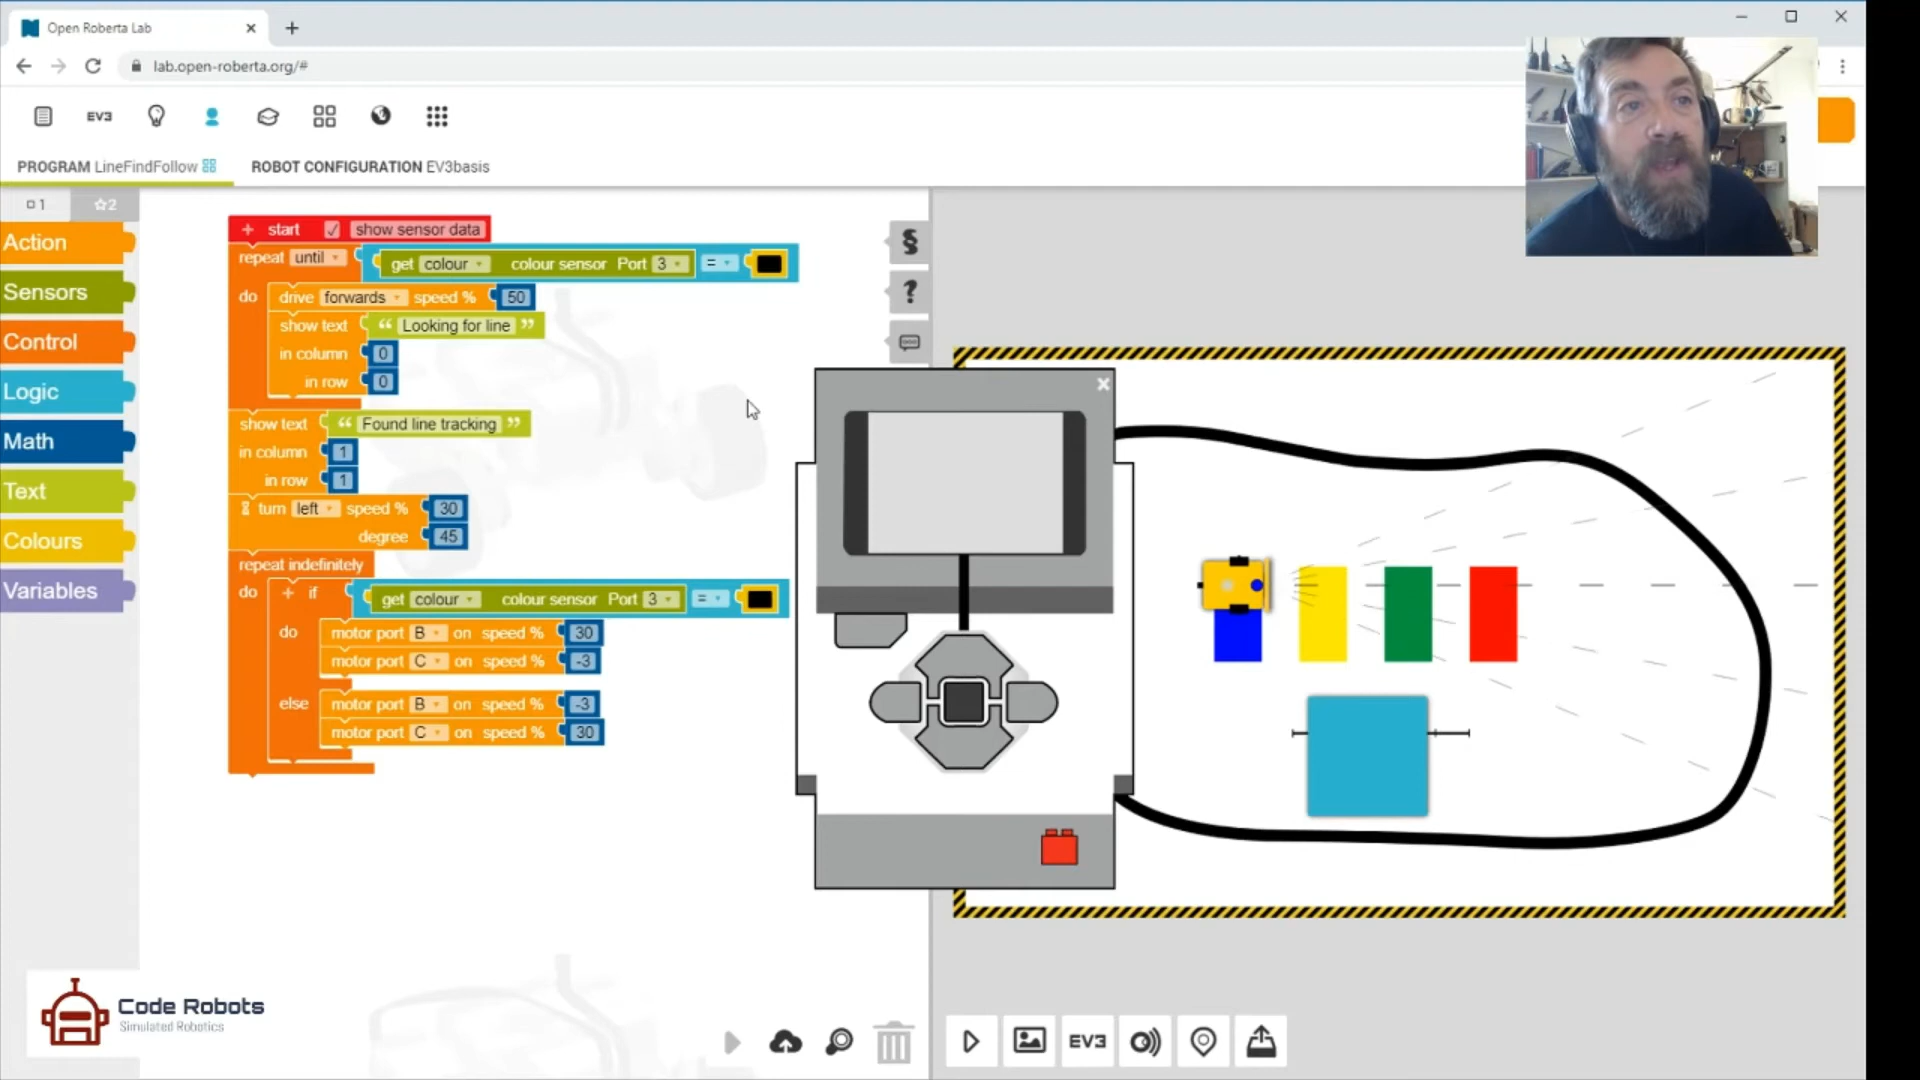 Open Roberta Lab
lab.open-roberta.org/#
EV3
PROGRAM LineFindFollow
ROBOT CONFIGURATION EV3basis
1
2
Action
Sensors
Control
Logic
Math
Text
Colours
Variables
+ start ✓ show sensor data
repeat until get colour colour sensor Port 3 =
do drive forwards speed % 50
show text “ Looking for line ”
in column 0
in row 0
show text “ Found line tracking ”
in column 1
in row 1
turn left speed % 30
degree 45
repeat indefinitely
do + if get colour colour sensor Port 3 =
do motor port B on speed % 30
motor port C on speed % -3
else motor port B on speed % -3
motor port C on speed % 30
§
?
x
Code Robots
Simulated Robotics
EV3